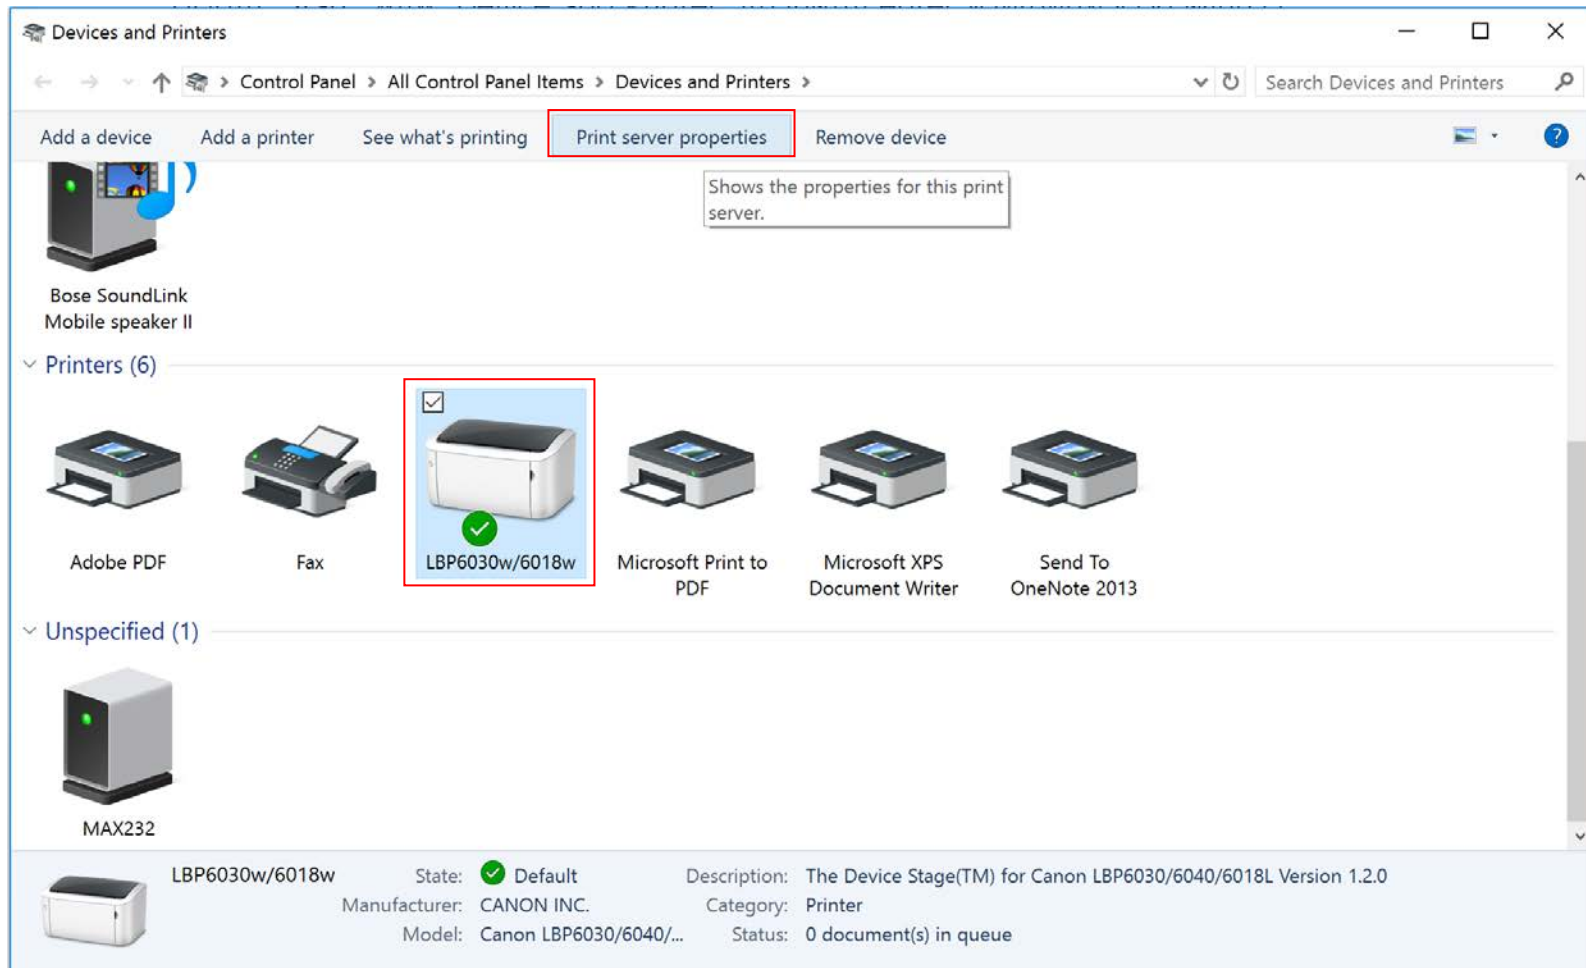 Devices and Printers
Control Panel > All Control Panel Items > Devices and Printers >
Search Devices and Printers
Add a device Add a printer See what's printing Print server properties Remove device
?
Shows the properties for this print
server.
Bose SoundLink
Mobile speaker II
Printers (6)
Adobe PDF
Fax
LBP6030w/6018w
Microsoft Print to
PDF
Microsoft XPS
Document Writer
Send To
OneNote 2013
Unspecified (1)
MAX232
LBP6030w/6018w State: Default Description: The Device Stage(TM) for Canon LBP6030/6040/6018L Version 1.2.0
Manufacturer: CANON INC. Category: Printer
Model: Canon LBP6030/6040/... Status: 0 document(s) in queue